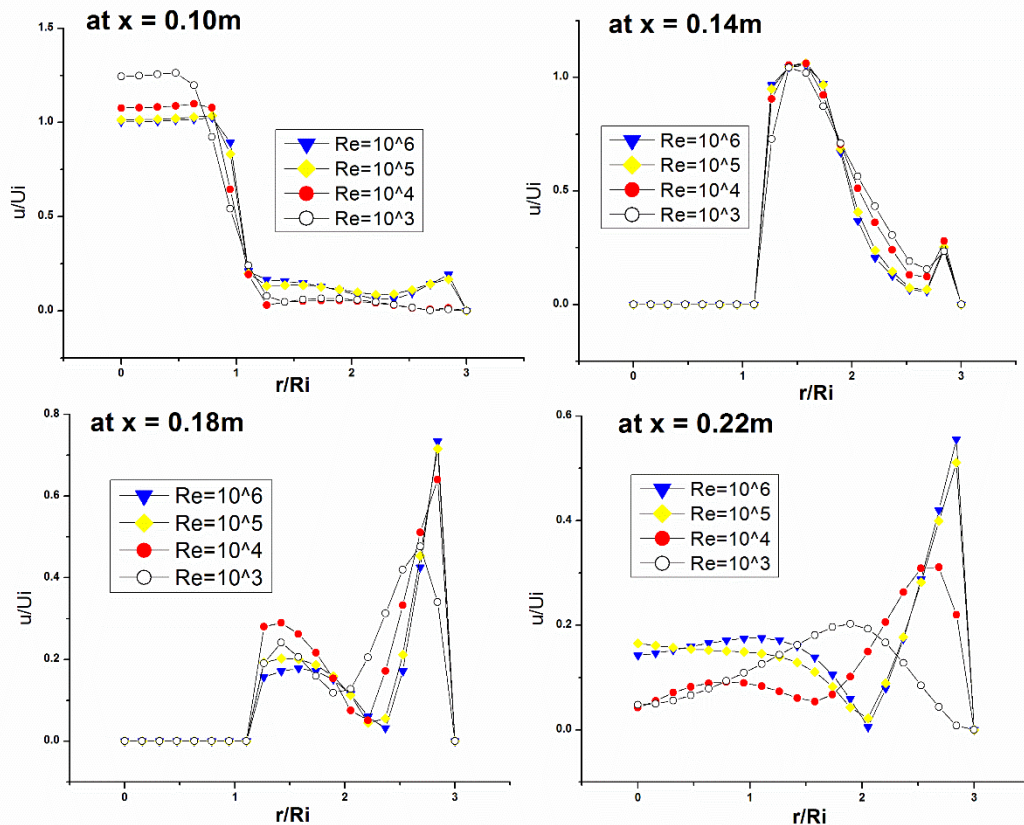 at x = 0.10m
1.5
1.0
0.5
0.0
u/Ui
Re=10^6
Re=10^5
Re=10^4
Re=10^3
0 1 2 3
r/Ri
at x = 0.14m
1.0
0.5
0.0
u/Ui
Re=10^6
Re=10^5
Re=10^4
Re=10^3
0 1 2 3
r/Ri
at x = 0.18m
0.8
0.6
0.4
0.2
0.0
u/Ui
Re=10^6
Re=10^5
Re=10^4
Re=10^3
0 1 2 3
r/Ri
at x = 0.22m
0.6
0.4
0.2
0.0
u/Ui
Re=10^6
Re=10^5
Re=10^4
Re=10^3
0 1 2 3
r/Ri